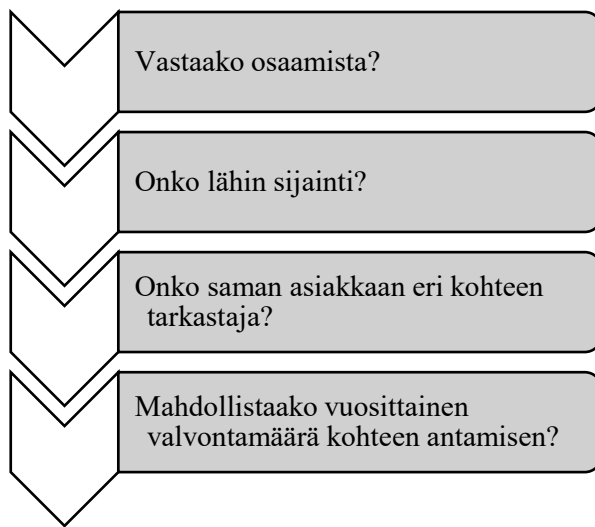 Vastaako osaamista?
Onko lähin sijainti?
Onko saman asiakkaan eri kohteen
tarkastaja?
Mahdollistaako vuosittainen
valvontamäärä kohteen antamisen?